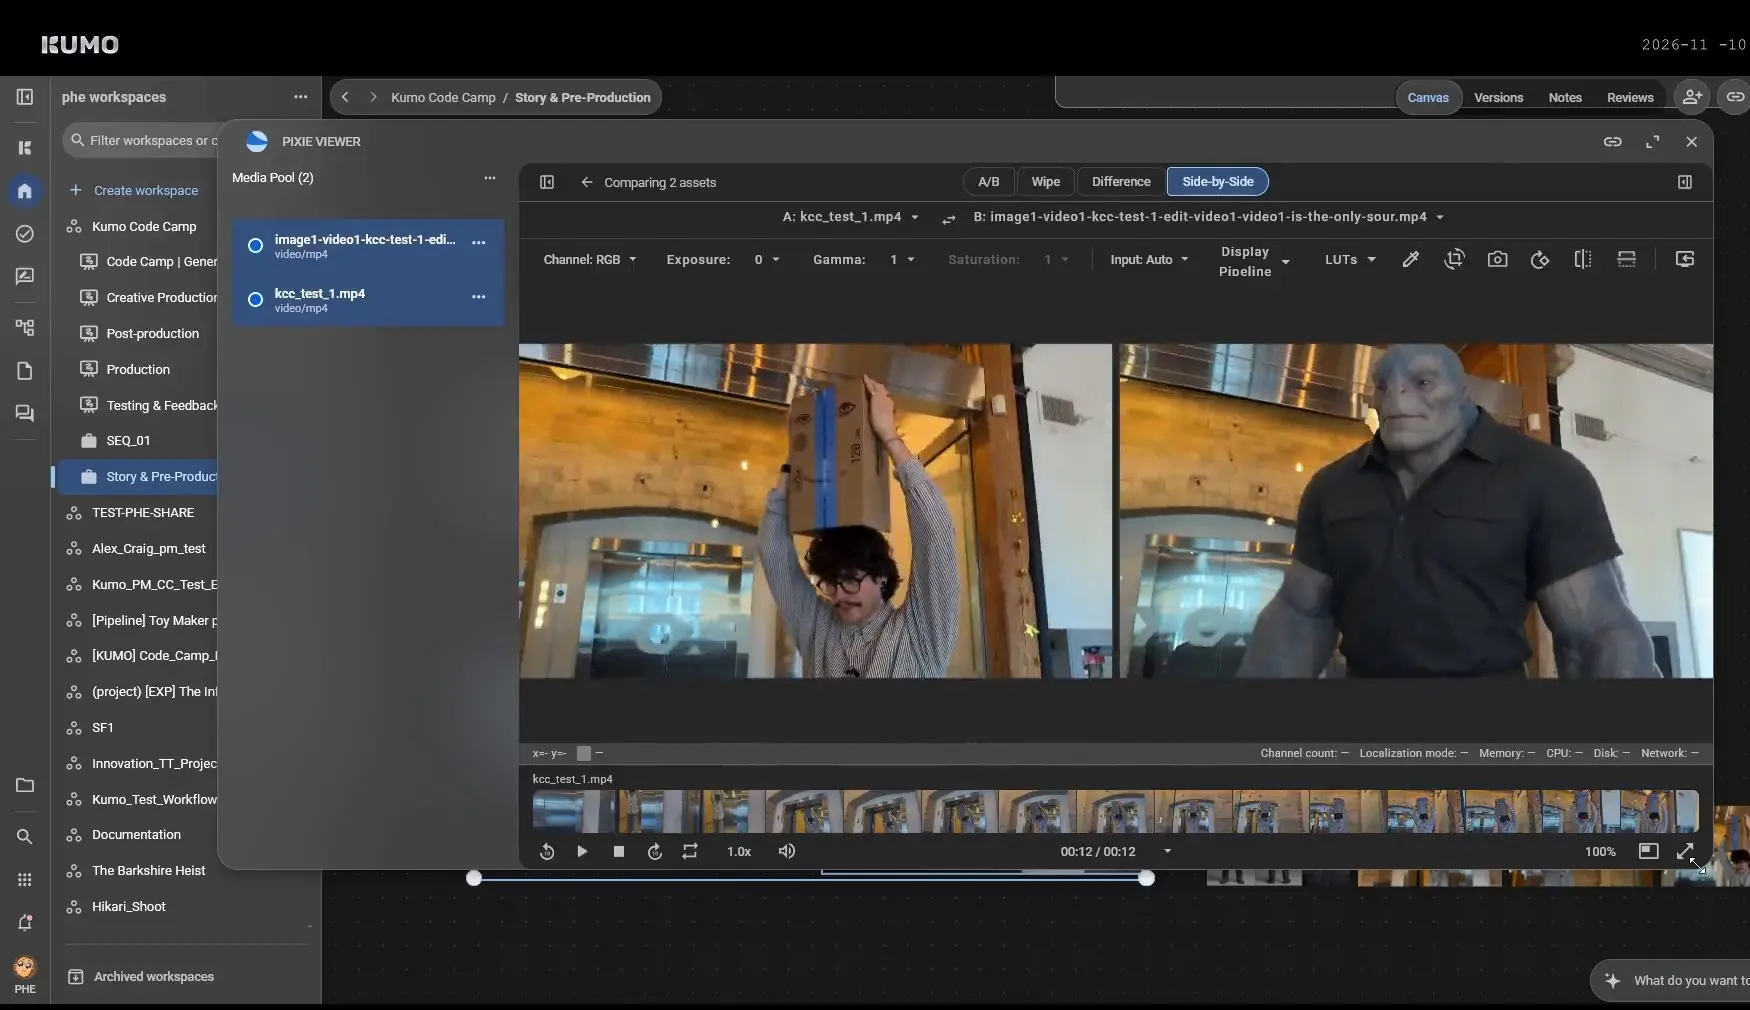 KUMO
2026-11 -10
phe workspaces
Kumo Code Camp / Story & Pre-Production
Canvas
Versions
Notes
Reviews
Filter workspaces or c
Create workspace
Kumo Code Camp
Code Camp | Gener
Creative Production
Post-production
Production
Testing & Feedback
SEQ_01
Story & Pre-Product
TEST-PHE-SHARE
Alex_Craig_pm_test
Kumo_PM_CC_Test_E
[Pipeline] Toy Maker p
[KUMO] Code_Camp_
(project) [EXP] The Inf
SF1
Innovation_TT_Projec
Kumo_Test_Workflow
Documentation
The Barkshire Heist
Hikari_Shoot
Archived workspaces
PHE
PIXIE VIEWER
Media Pool (2)
image1-video1-kcc-test-1-edi...
video/mp4
kcc_test_1.mp4
video/mp4
Comparing 2 assets
A/B
Wipe
Difference
Side-by-Side
A: kcc_test_1.mp4
B: image1-video1-kcc-test-1-edit-video1-video1-is-the-only-sour.mp4
Channel: RGB
Exposure: 0
Gamma: 1
Saturation: 1
Input: Auto
Display
Pipeline
LUTs
120
x=- y=- –
Channel count: – Localization mode: – Memory: – CPU: – Disk: – Network: –
kcc_test_1.mp4
1.0x
00:12 / 00:12
100%
What do you want to